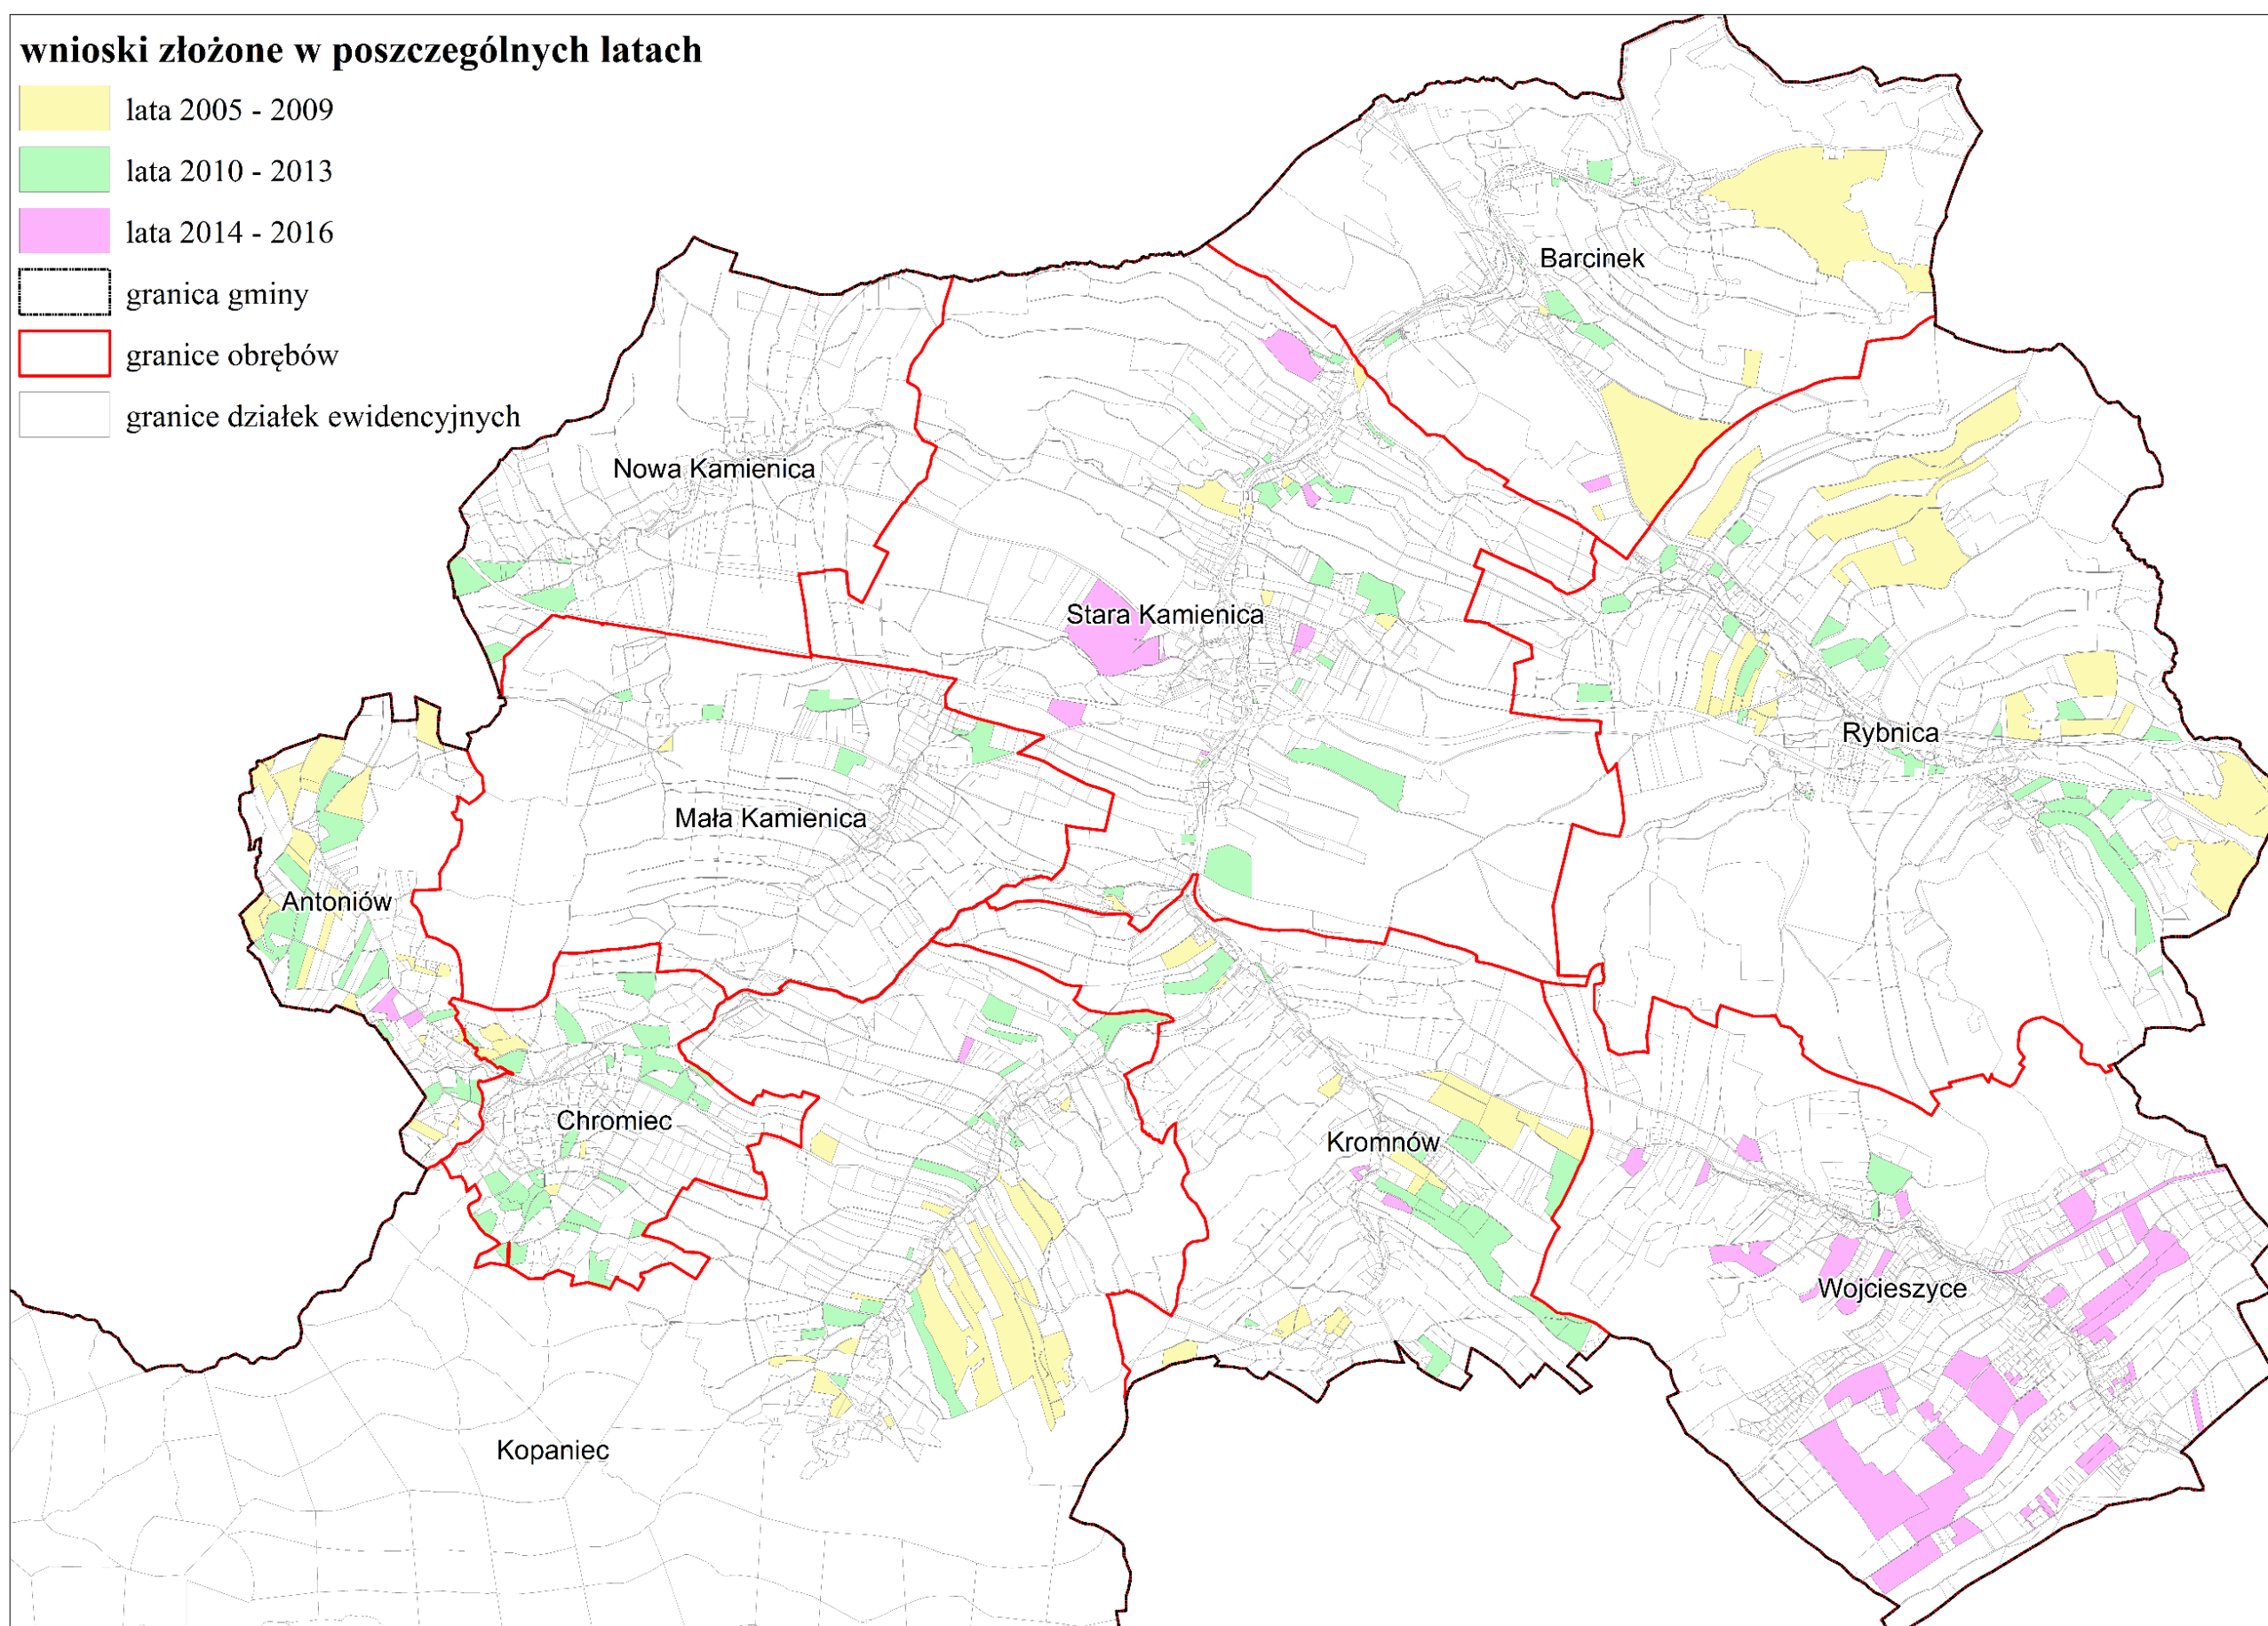 wnioski złożone w poszczególnych latach
lata 2005 - 2009
lata 2010 - 2013
lata 2014 - 2016
granica gminy
granice obrębów
granice działek ewidencyjnych
Barcinek
Nowa Kamienica
Stara Kamienica
Rybnica
Mała Kamienica
Antoniów
Chromiec
Kromnów
Wojcieszyce
Kopaniec